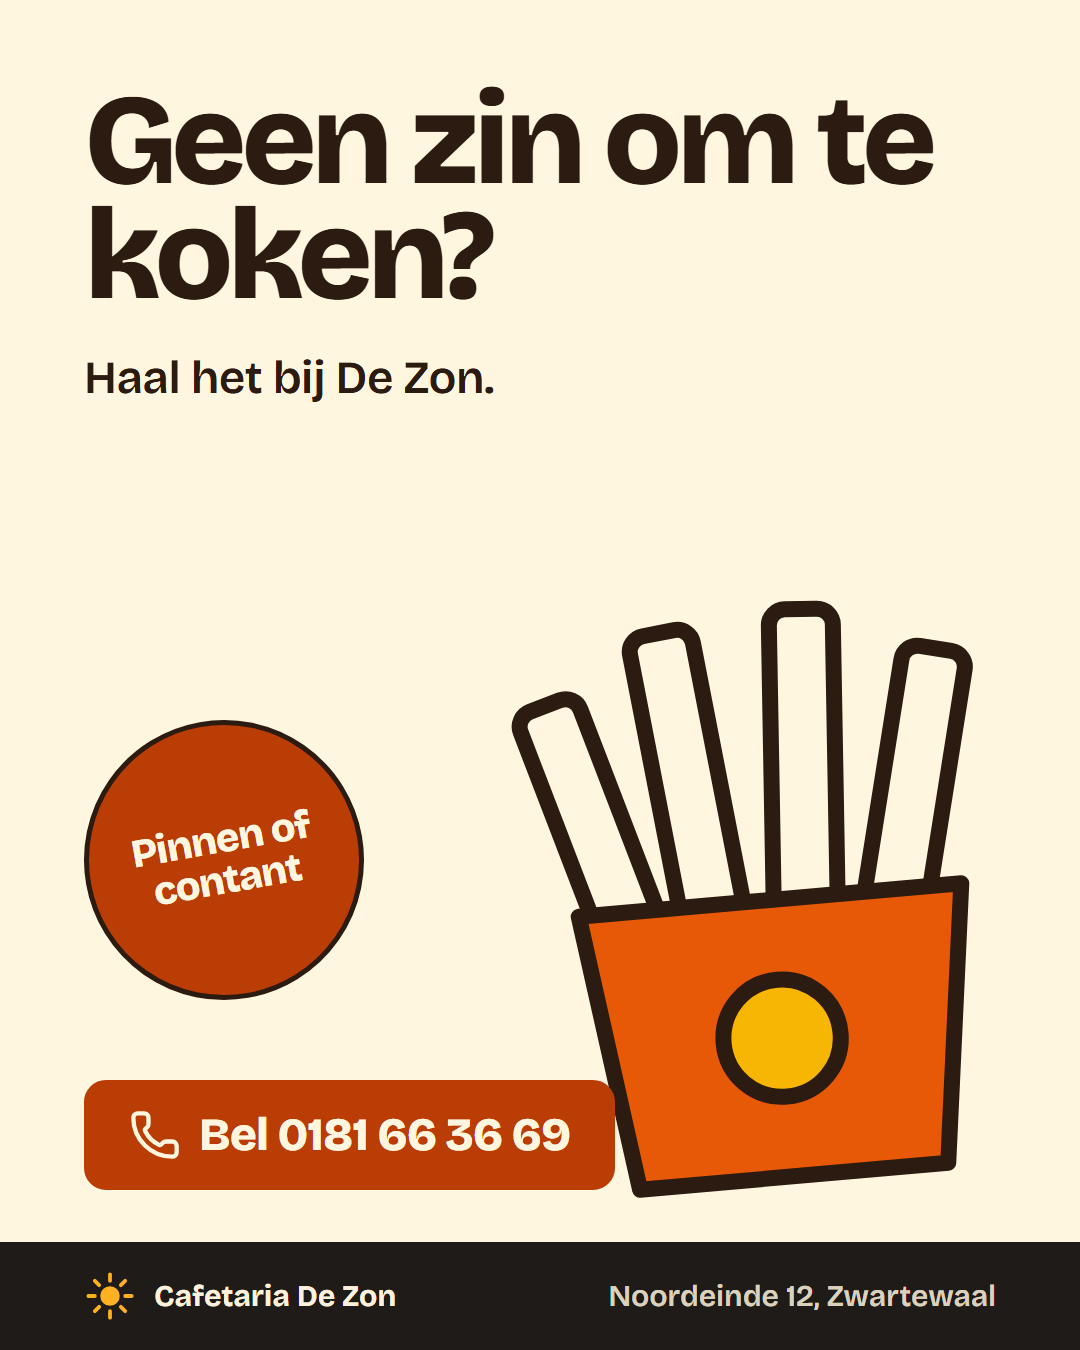 Geen zin om te
koken?
Haal het bij De Zon.
Pinnen of
contant
Bel 0181 66 36 69
Cafetaria De Zon
Noordeinde 12, Zwartewaal